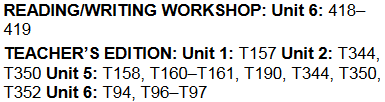 READING/WRITING WORKSHOP: Unit 6: 418–
419
TEACHER’S EDITION: Unit 1: T157 Unit 2: T344,
T350 Unit 5: T158, T160–T161, T190, T344, T350,
T352 Unit 6: T94, T96–T97